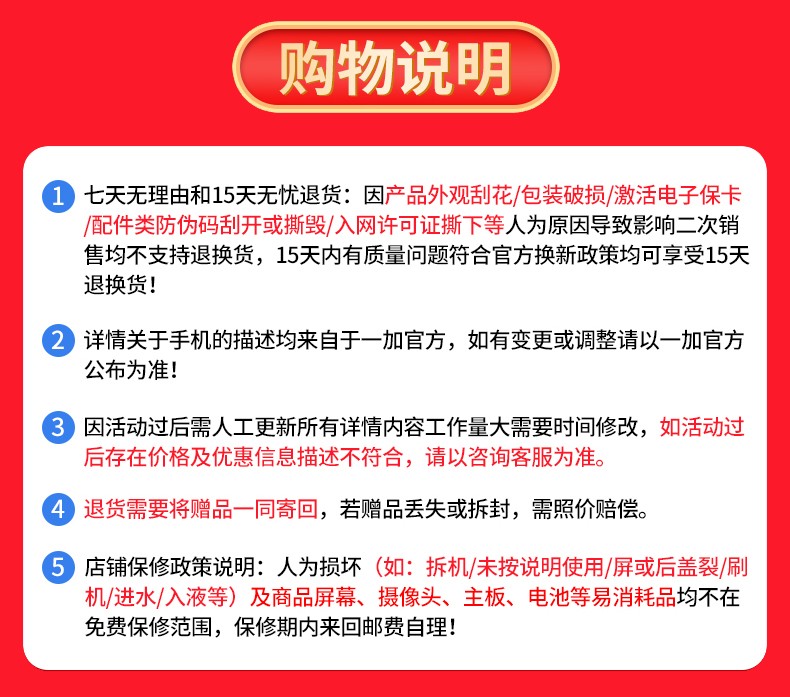 购物说明
1 七天无理由和15天无忧退货：因产品外观刮花/包装破损/激活电子保卡
/配件类防伪码刮开或撕毁/入网许可证撕下等人为原因导致影响二次销
售均不支持退换货，15天内有质量问题符合官方换新政策均可享受15天
退换货！
2 详情关于手机的描述均来自于一加官方，如有变更或调整请以一加官方
公布为准！
3 因活动过后需人工更新所有详情内容工作量大需要时间修改，如活动过
后存在价格及优惠信息描述不符合，请以咨询客服为准。
4 退货需要将赠品一同寄回，若赠品丢失或拆封，需照价赔偿。
5 店铺保修政策说明：人为损坏（如：拆机/未按说明使用/屏或后盖裂/刷
机/进水/入液等）及商品屏幕、摄像头、主板、电池等易消耗品均不在
免费保修范围，保修期内来回邮费自理！